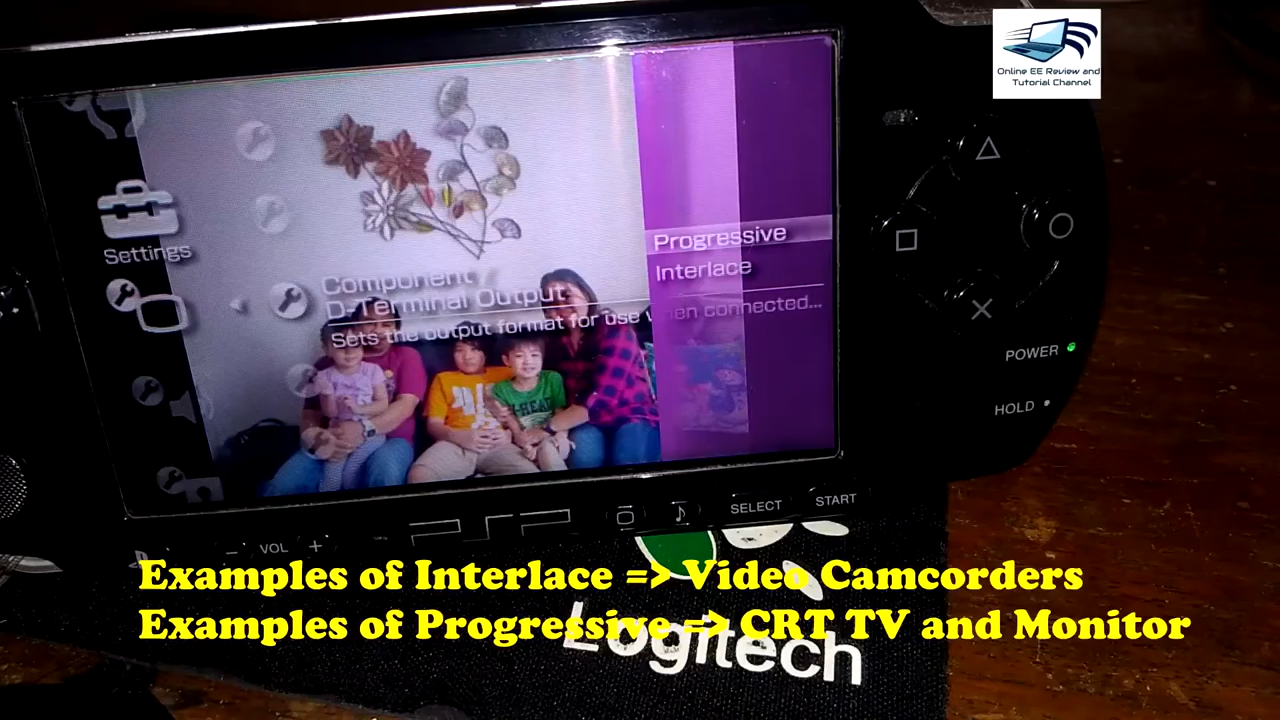 Online EE Review and
Tutorial Channel
Settings
Progressive
Interlace
Component /
D-Terminal Output
Sets the output format for use when connected...
POWER
HOLD
SELECT
START
PSP
VOL
Examples of Interlace => Video Camcorders
Examples of Progressive => CRT TV and Monitor
Logitech